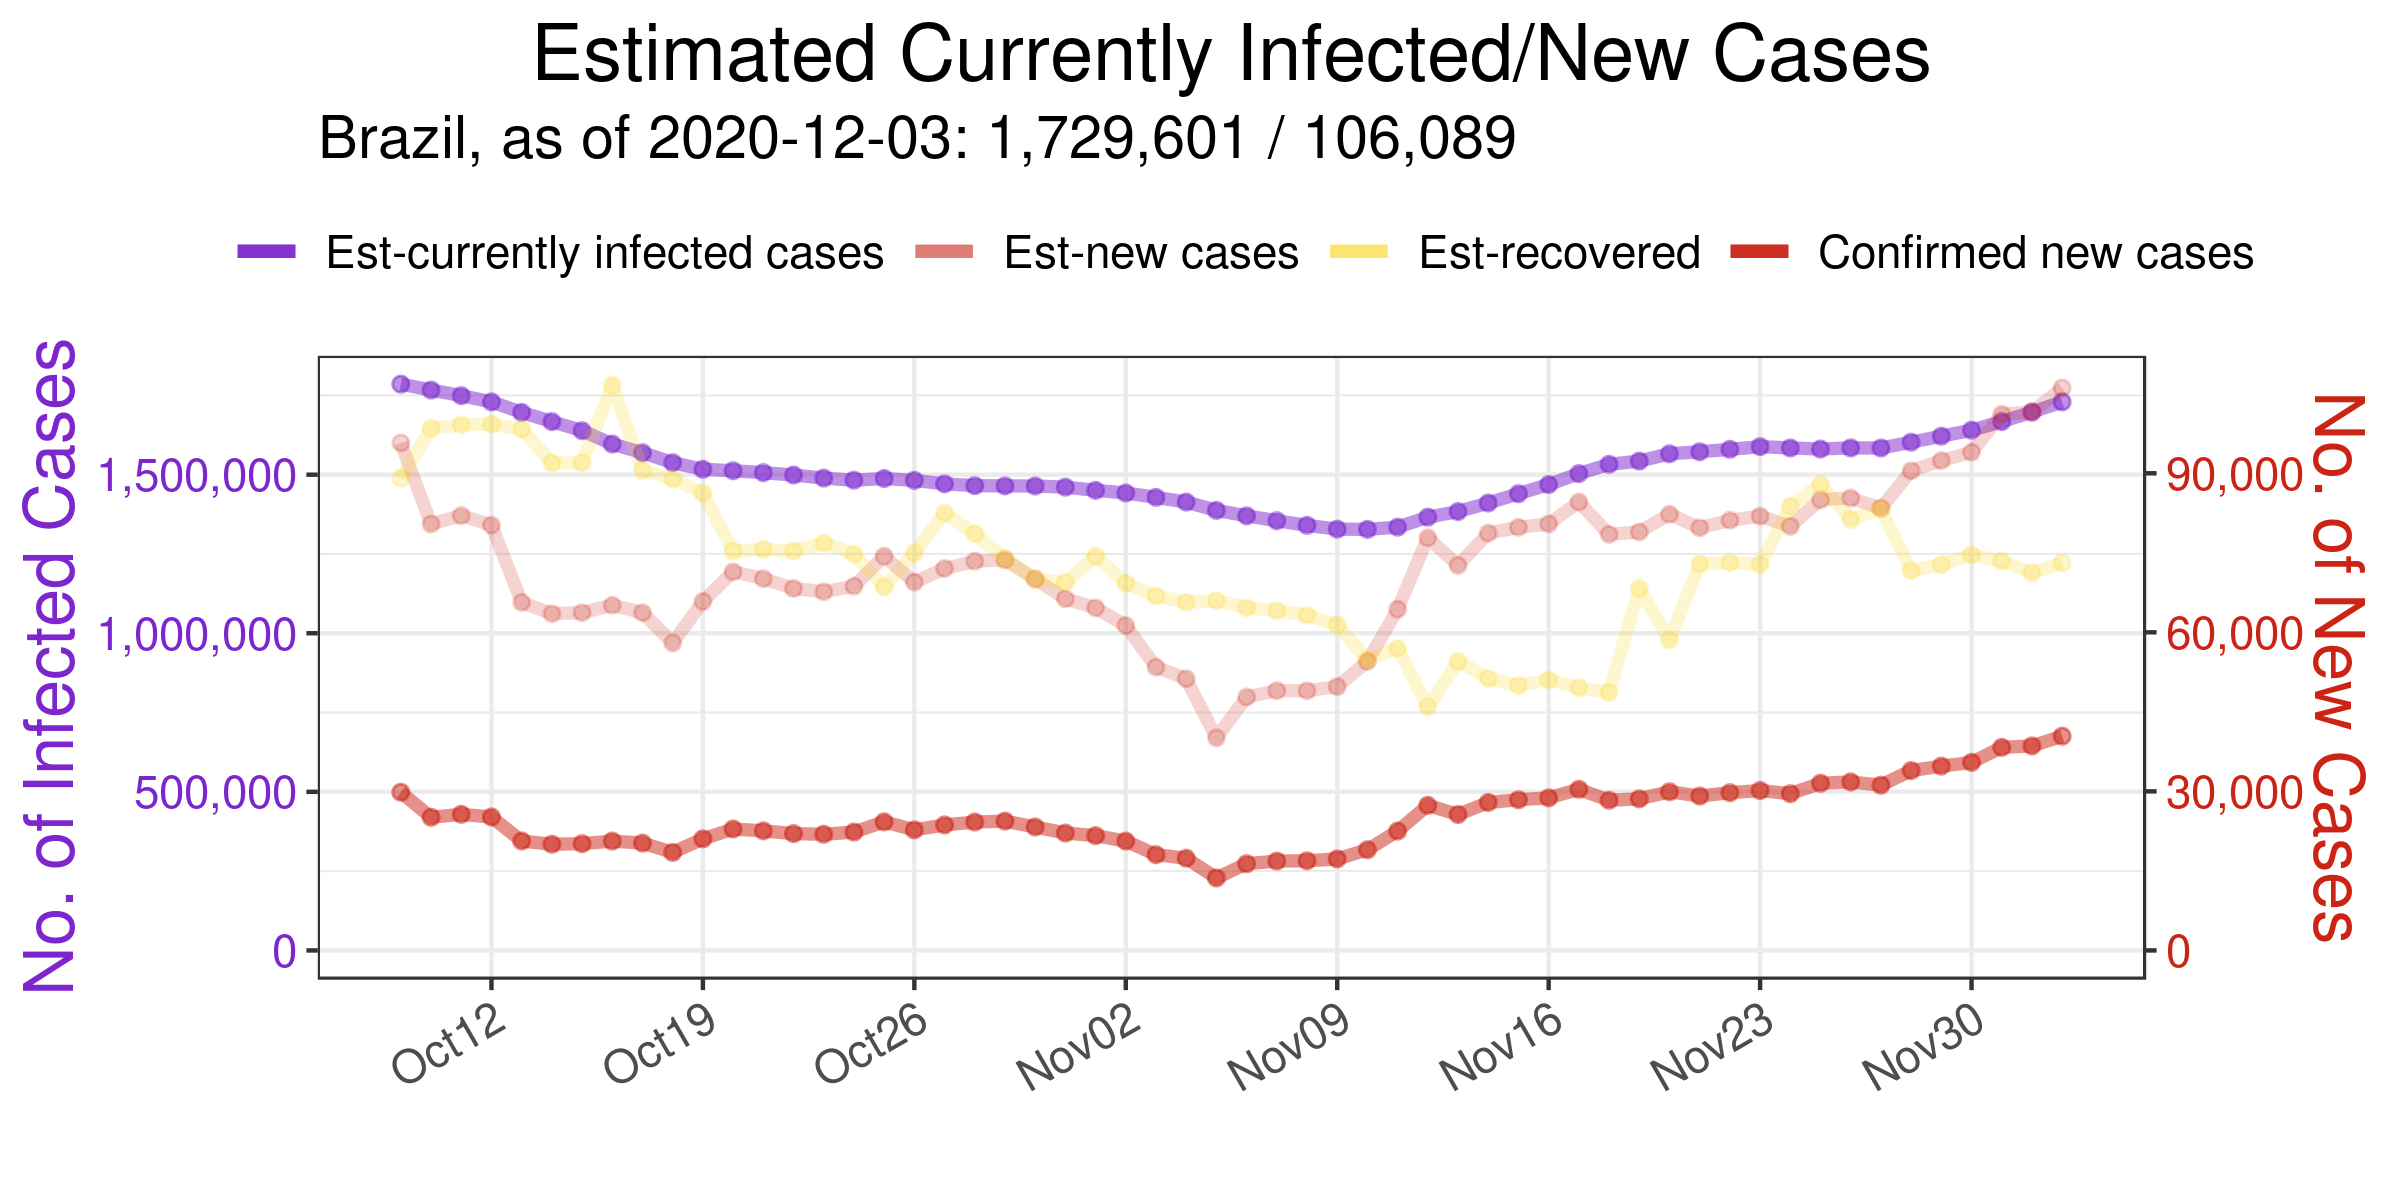 Estimated Currently Infected/New Cases
Brazil, as of 2020-12-03: 1,729,601 / 106,089
Est-currently infected cases Est-new cases Est-recovered Confirmed new cases
No. of Infected Cases
1,500,000
1,000,000
500,000
0
90,000
60,000
30,000
0
No. of New Cases
Oct12 Oct19 Oct26 Nov02 Nov09 Nov16 Nov23 Nov30